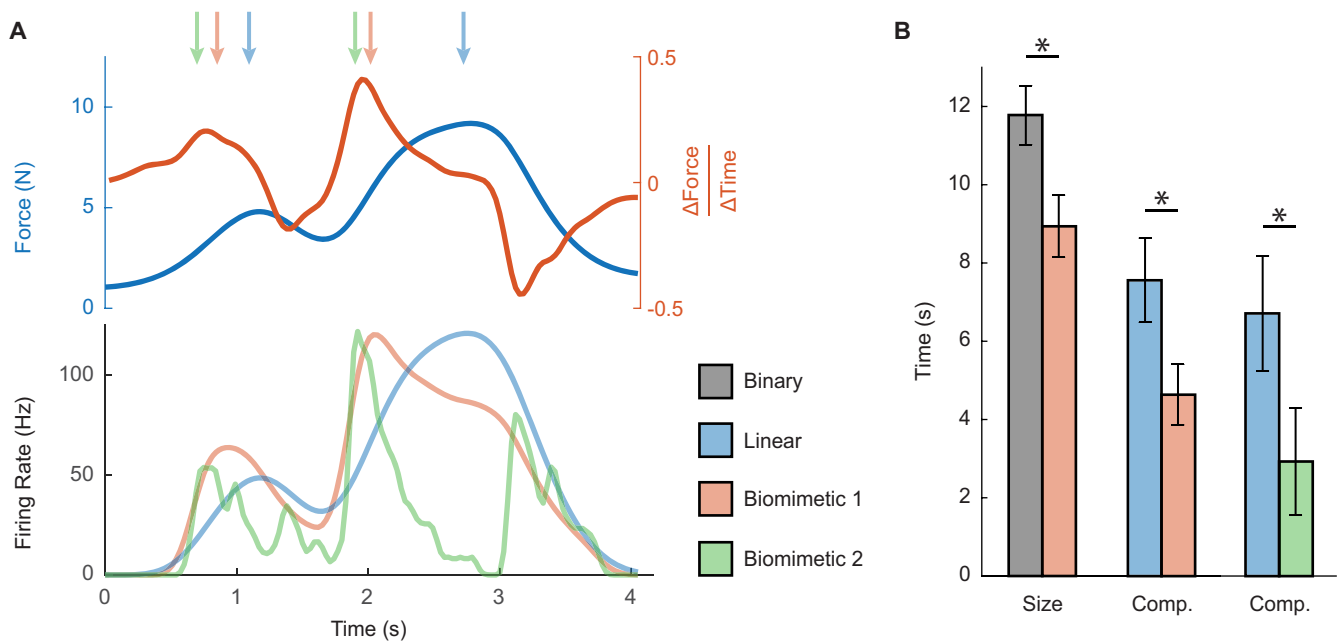 A
B
10
5
0
Force (N)
0.5
0
-0.5
ΔForce
ΔTime
100
50
0
Firing Rate (Hz)
0
1
2
3
4
Time (s)
Binary
Linear
Biomimetic 1
Biomimetic 2
12
10
8
6
4
2
0
Time (s)
*
*
*
Size
Comp.
Comp.